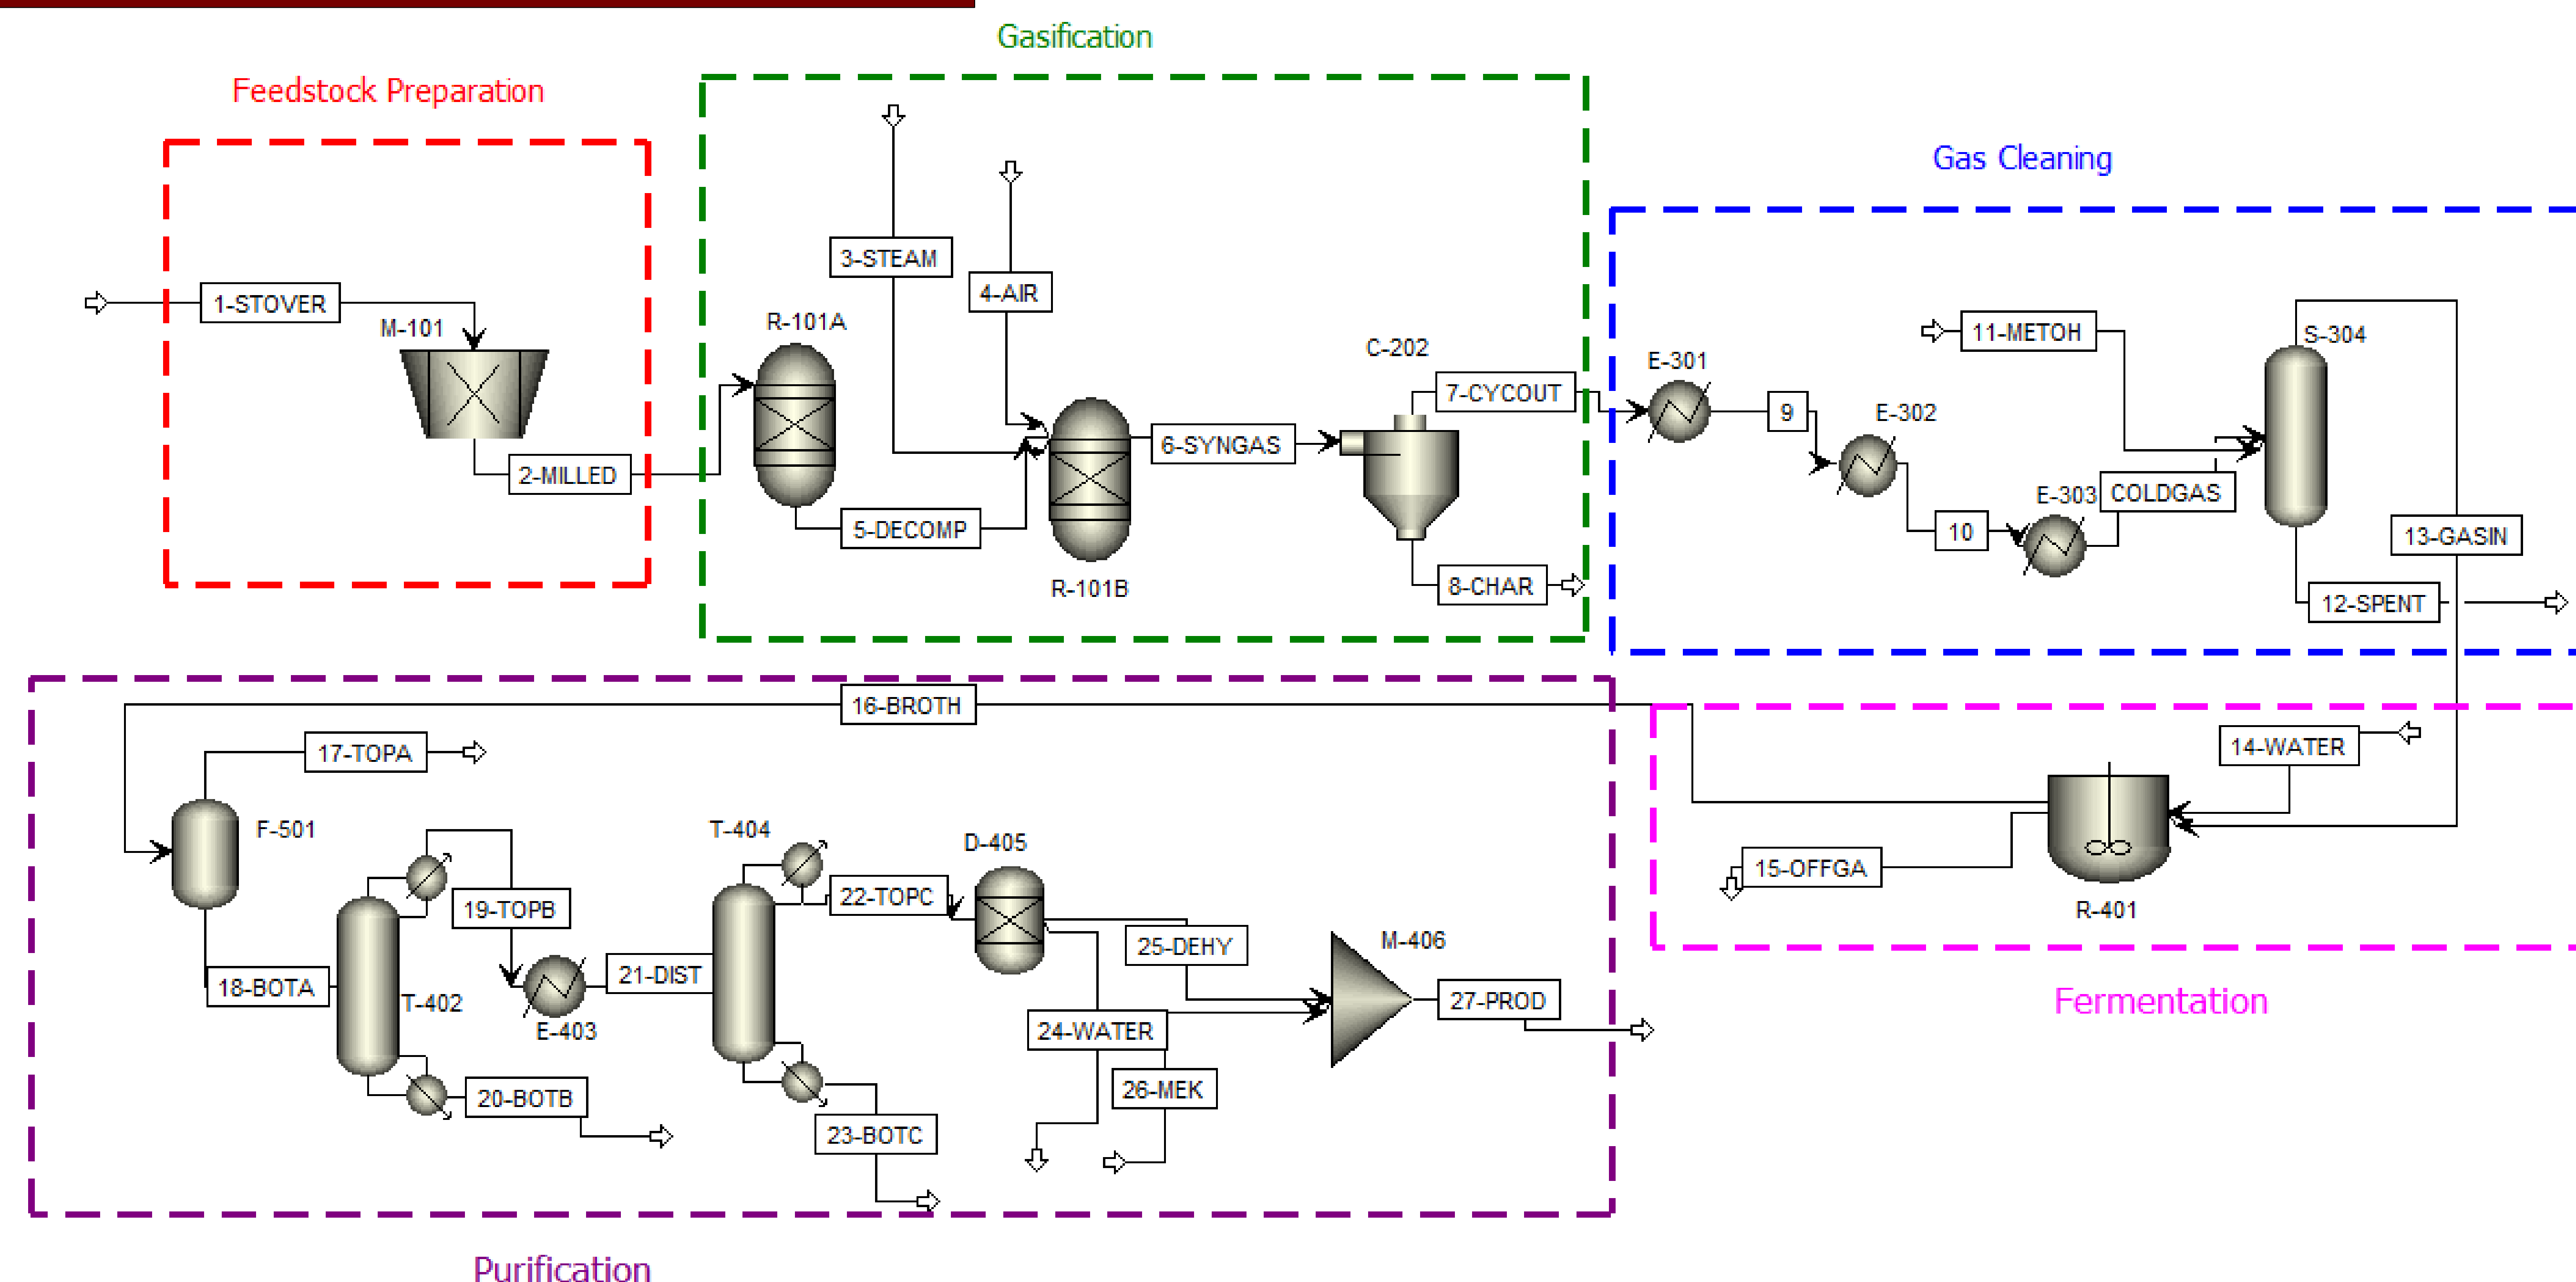 Gasification
Feedstock Preparation
Gas Cleaning
1-STOVER
M-101
2-MILLED
3-STEAM
4-AIR
R-101A
5-DECOMP
R-101B
6-SYNGAS
C-202
7-CYCOUT
8-CHAR
E-301
9
E-302
10
E-303
COLDGAS
11-METOH
S-304
13-GASIN
12-SPENT
16-BROTH
14-WATER
15-OFFGA
R-401
Fermentation
17-TOPA
F-501
18-BOTA
T-402
19-TOPB
E-403
20-BOTB
21-DIST
T-404
22-TOPC
23-BOTC
D-405
25-DEHY
24-WATER
26-MEK
M-406
27-PROD
Purification